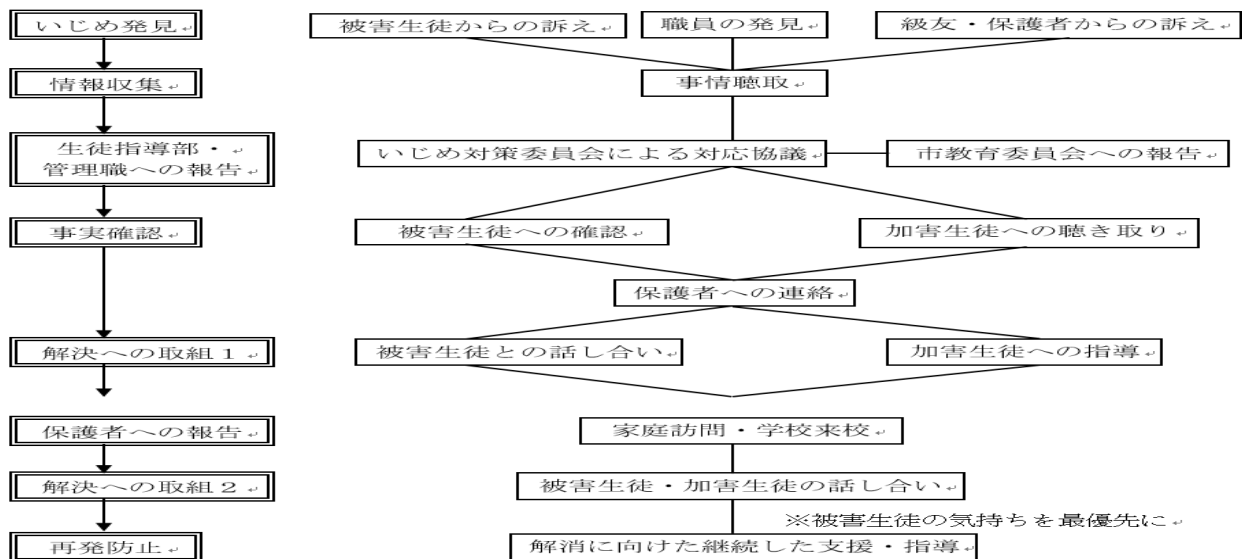 いじめ発見
被害生徒からの訴え
職員の発見
級友・保護者からの訴え
情報収集
事情聴取
生徒指導部・
管理職への報告
いじめ対策委員会による対応協議
市教育委員会への報告
事実確認
被害生徒への確認
加害生徒への聴き取り
保護者への連絡
解決への取組1
被害生徒との話し合い
加害生徒への指導
保護者への報告
家庭訪問・学校来校
解決への取組2
被害生徒・加害生徒の話し合い
※被害生徒の気持ちを最優先に
再発防止
解消に向けた継続した支援・指導